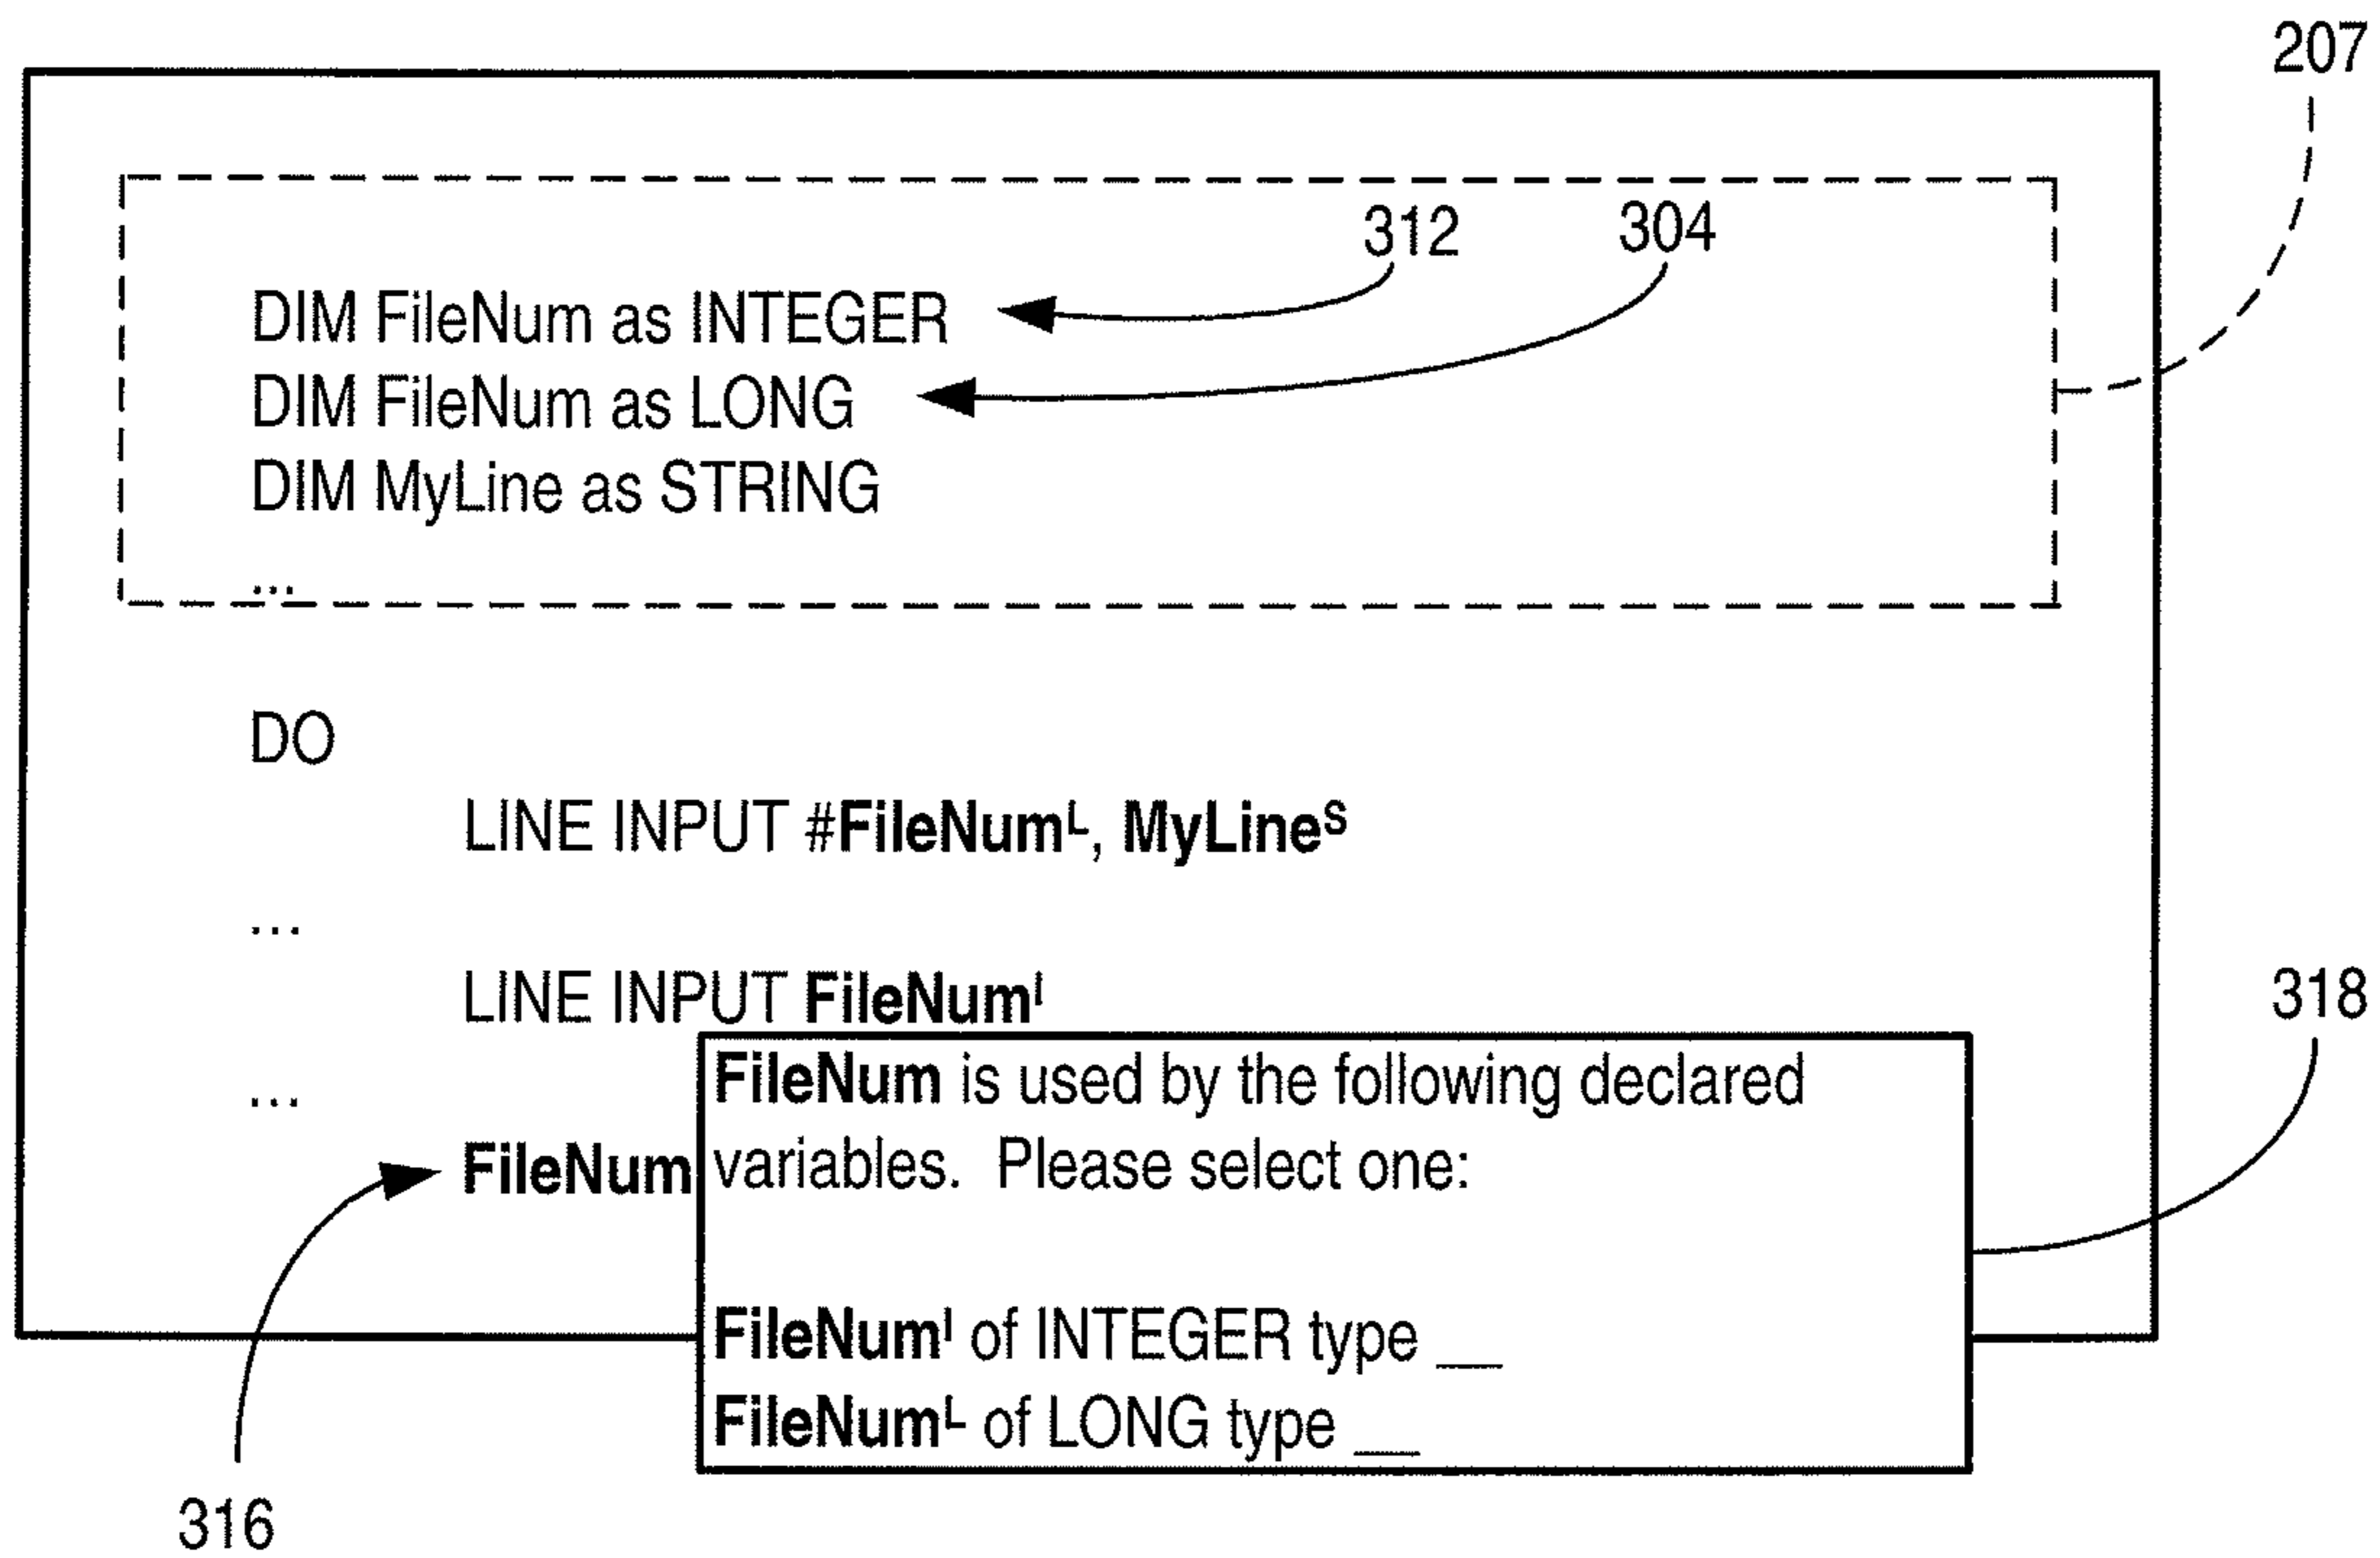 207
312 304
DIM FileNum as INTEGER
DIM FileNum as LONG
DIM MyLine as STRING
...
DO
LINE INPUT #FileNumᴸ, MyLineˢ
...
LINE INPUT FileNumᴵ
318
...
FileNum
FileNum is used by the following declared
variables. Please select one:
FileNumᴵ of INTEGER type __
FileNumᴸ of LONG type __
316